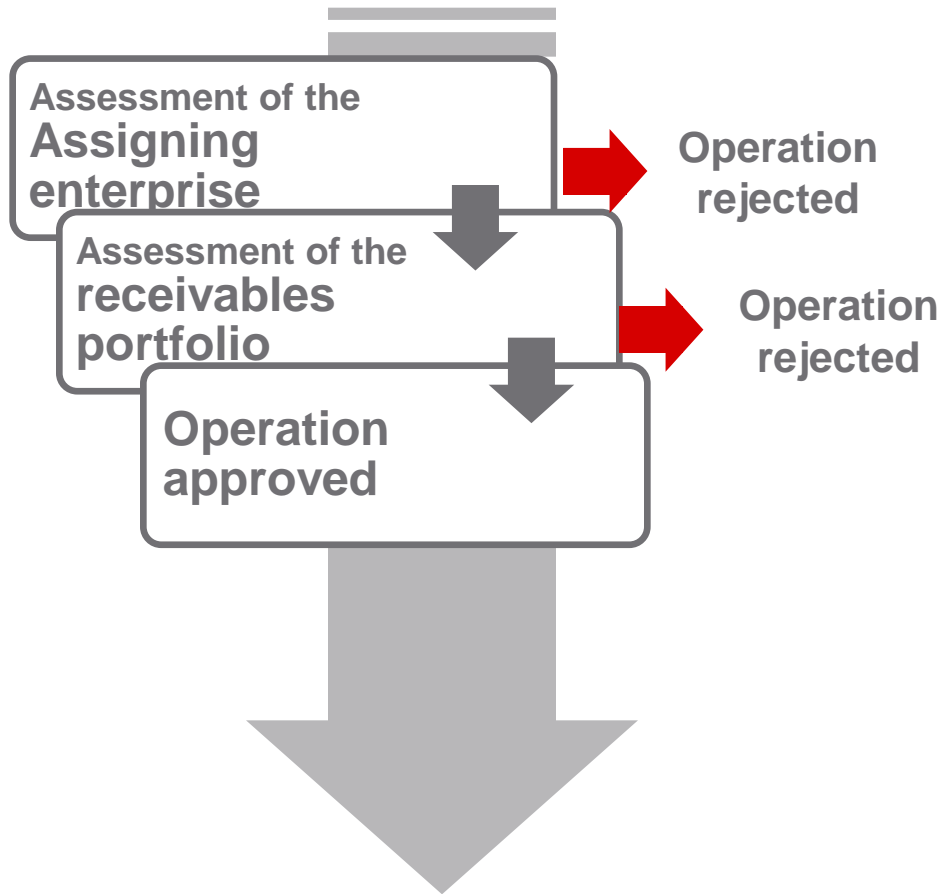 Assessment of the
Assigning
enterprise
Operation
rejected
Assessment of the
receivables
portfolio
Operation
rejected
Operation
approved